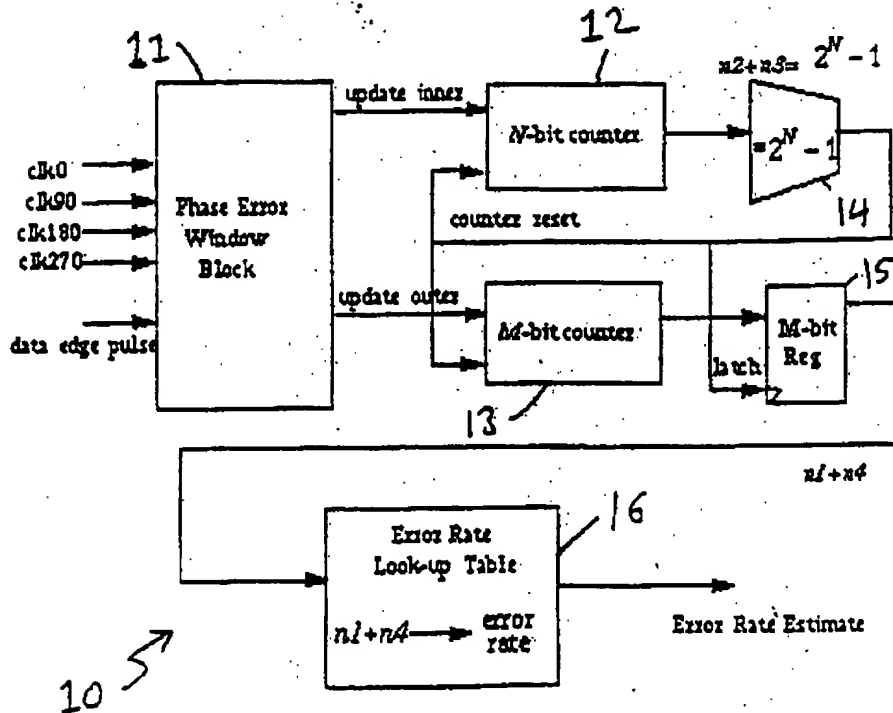 11
12
n2+n3= 2^N - 1
update inner
N-bit counter
=2^N - 1
14
clk0
clk90
clk180
clk270
Phase Error
Window
Block
counter reset
15
update outer
M-bit counter
M-bit
Reg
data edge pulse
latch
13
n1+n4
16
Error Rate
Look-up Table
n1+n4
error
rate
Error Rate Estimate
10